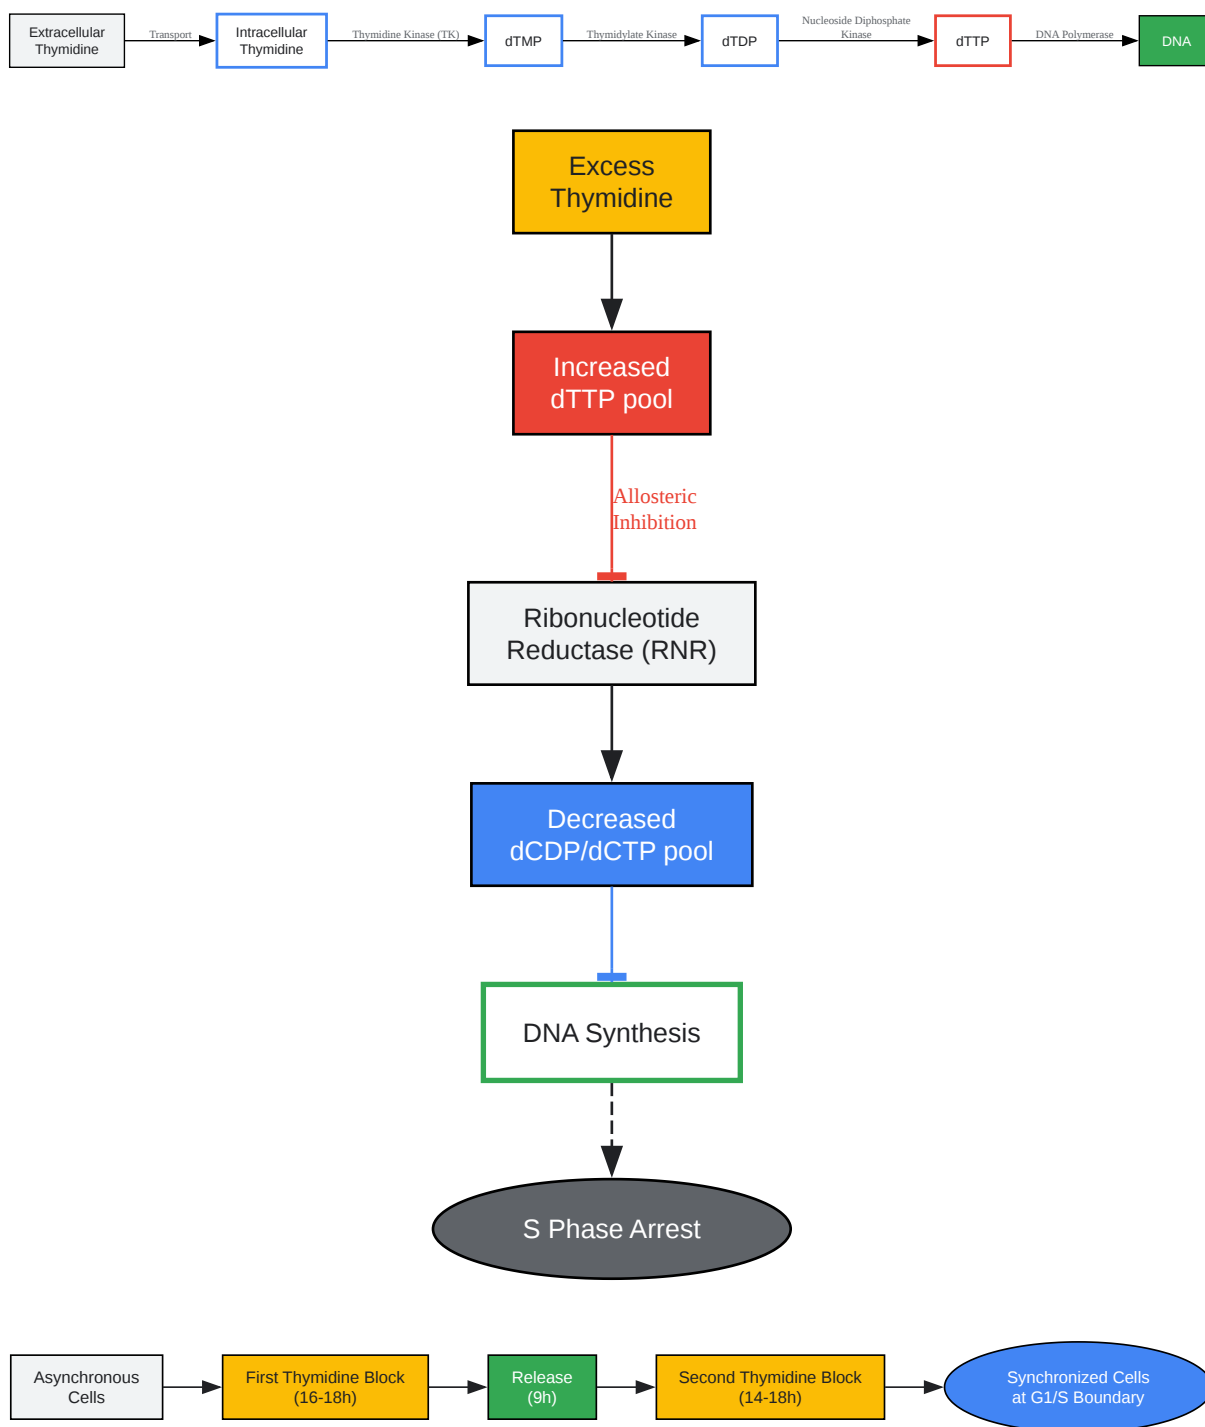 Extracellular
Thymidine
Transport
Intracellular
Thymidine
Thymidine Kinase (TK)
dTMP
Thymidylate Kinase
dTDP
Nucleoside Diphosphate
Kinase
dTTP
DNA Polymerase
DNA
Excess
Thymidine
Increased
dTTP pool
Allosteric
Inhibition
Ribonucleotide
Reductase (RNR)
Decreased
dCDP/dCTP pool
DNA Synthesis
S Phase Arrest
Asynchronous
Cells
First Thymidine Block
(16-18h)
Release
(9h)
Second Thymidine Block
(14-18h)
Synchronized Cells
at G1/S Boundary